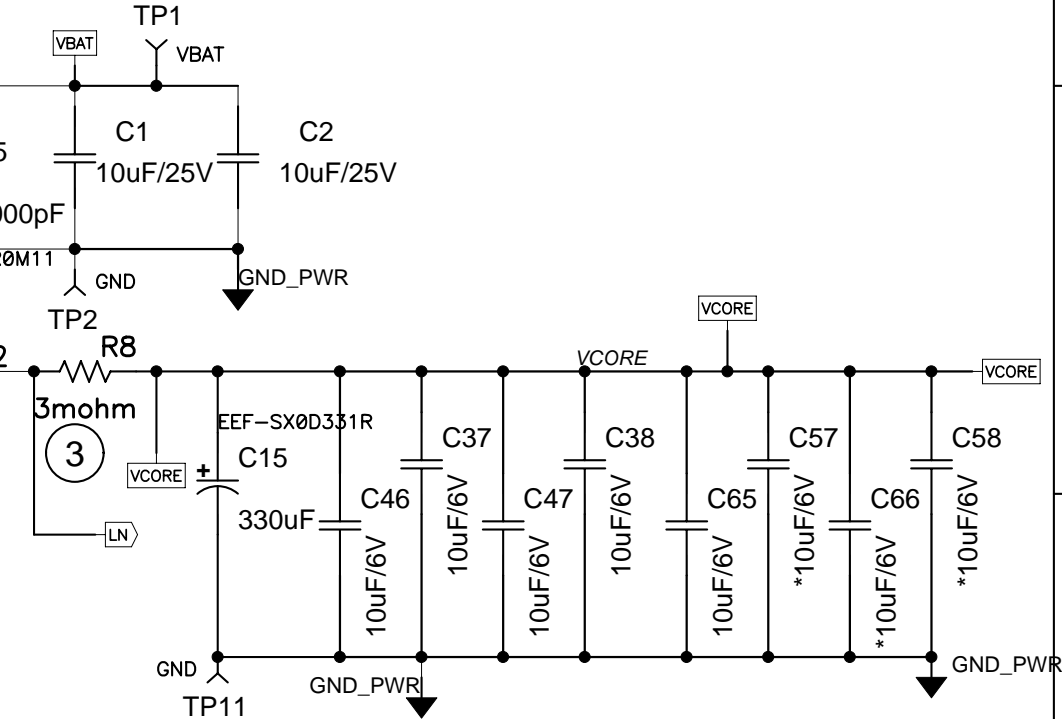 TP1
VBAT
VBAT
C1
10uF/25V
C2
10uF/25V
5
000pF
20M11
GND
GND_PWR
TP2
2
R8
3mohm
3
VCORE
LN
VCORE
VCORE
VCORE
EEF-SX0D331R
C15
+
330uF
C46
10uF/6V
C37
10uF/6V
C47
10uF/6V
C38
10uF/6V
C65
10uF/6V
C57
*10uF/6V
C66
*10uF/6V
C58
*10uF/6V
GND
TP11
GND_PWR
GND_PWR